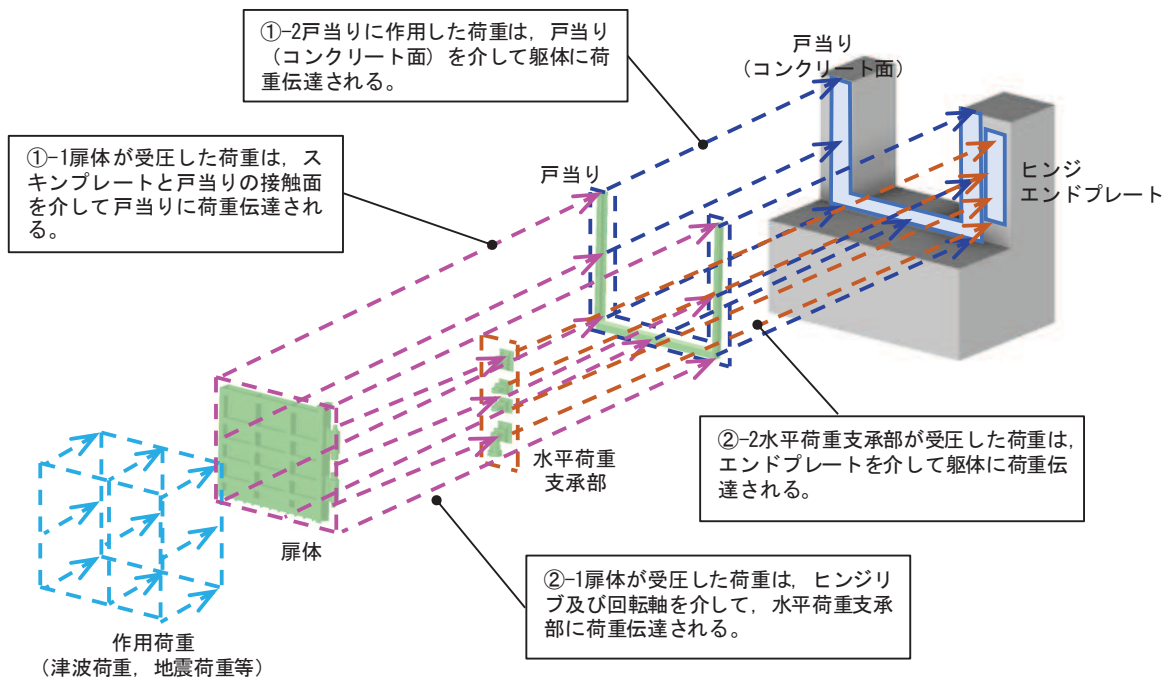 ①-2戸当りに作用した荷重は，戸当り
（コンクリート面）を介して躯体に荷
重伝達される。
戸当り
（コンクリート面）
①-1扉体が受圧した荷重は，ス
キンプレートと戸当りの接触面
を介して戸当りに荷重伝達され
る。
戸当り
ヒンジ
エンドプレート
②-2水平荷重支承部が受圧した荷重は，
エンドプレートを介して躯体に荷重伝
達される。
水平荷重
支承部
扉体
②-1扉体が受圧した荷重は，ヒンジリ
ブ及び回転軸を介して，水平荷重支承
部に荷重伝達される。
作用荷重
（津波荷重，地震荷重等）